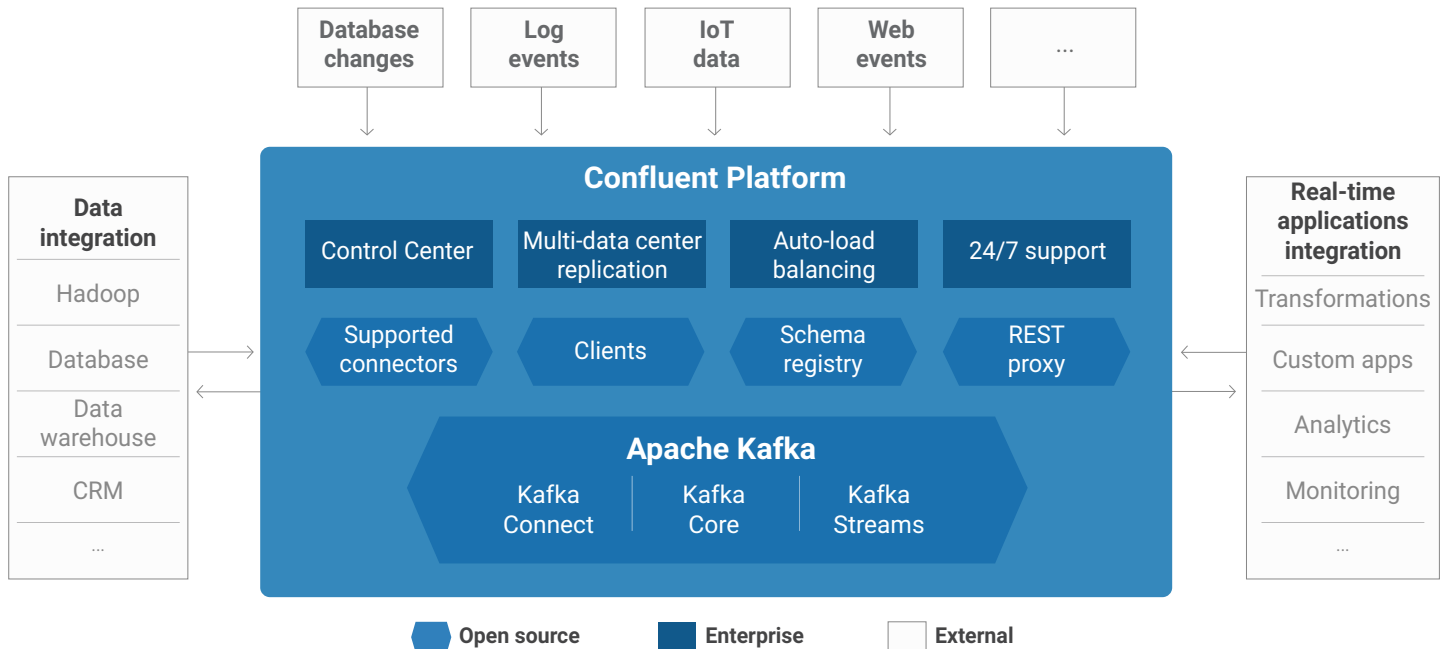 Database
changes
Log
events
IoT
data
Web
events
...
Data
integration
Hadoop
Database
Data
warehouse
CRM
...
Confluent Platform
Control Center
Multi-data center
replication
Auto-load
balancing
24/7 support
Supported
connectors
Clients
Schema
registry
REST
proxy
Apache Kafka
Kafka
Connect
Kafka
Core
Kafka
Streams
Real-time
applications
integration
Transformations
Custom apps
Analytics
Monitoring
...
Open source
Enterprise
External